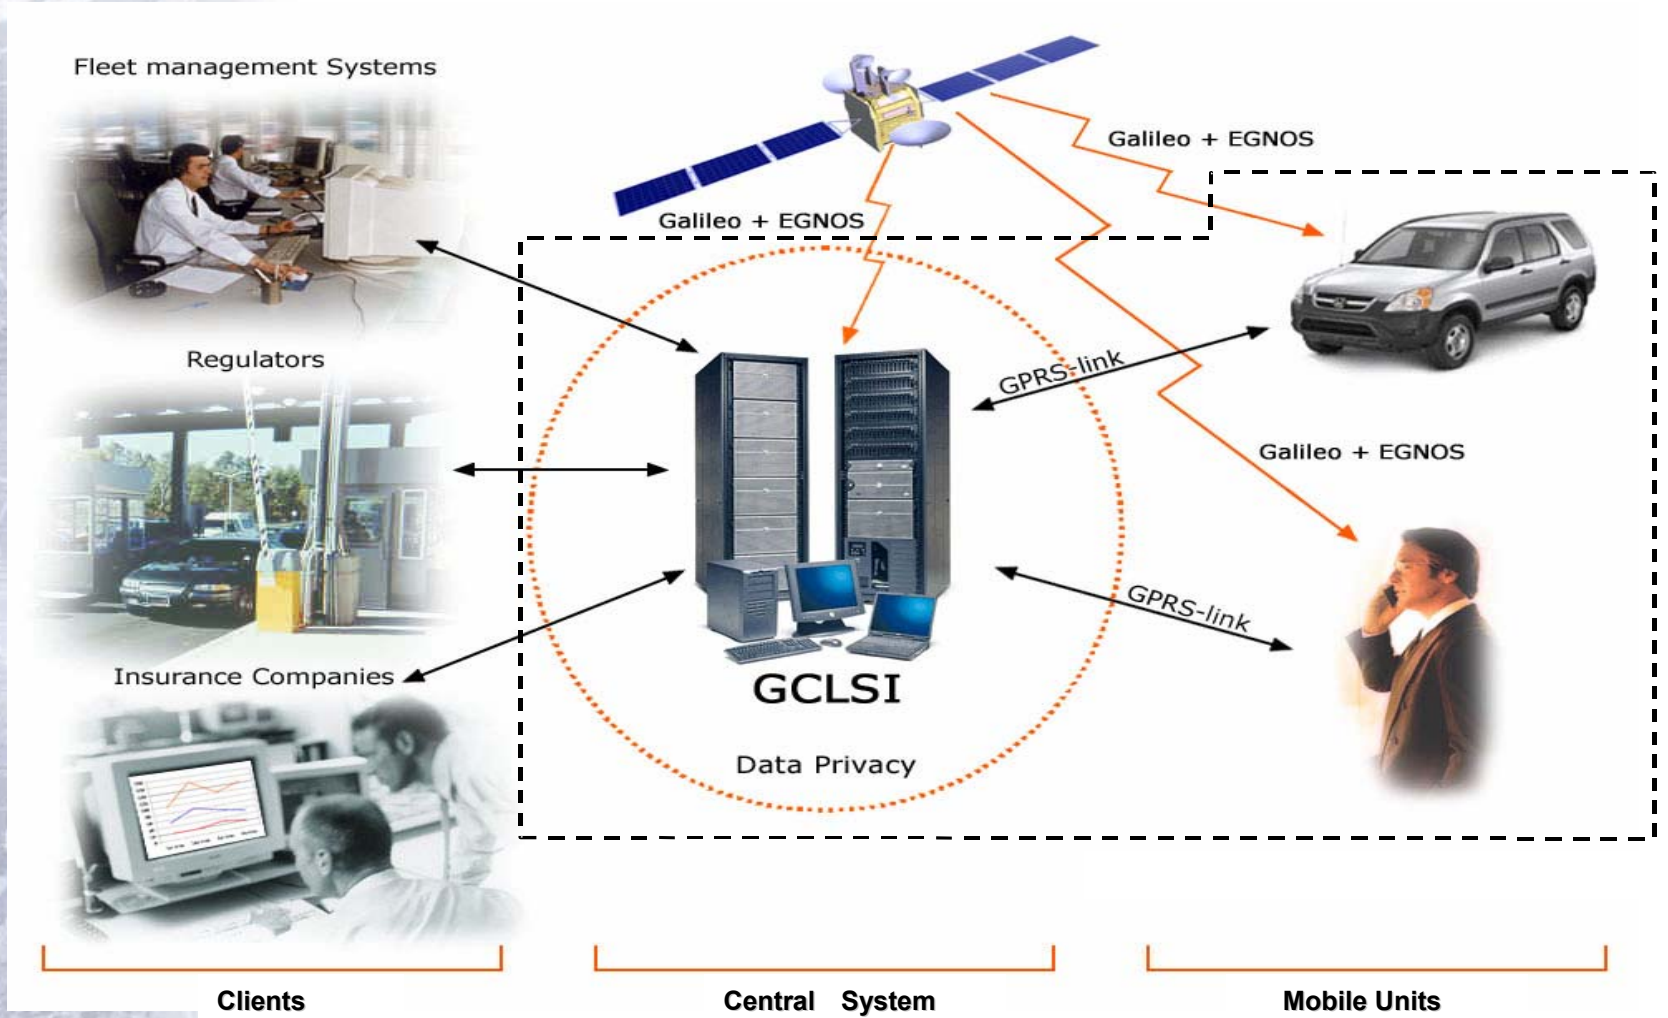 Fleet management Systems
Galileo + EGNOS
Galileo + EGNOS
Regulators
GPRS-link
Galileo + EGNOS
GPRS-link
Insurance Companies
GCLSI
Data Privacy
Clients
Central System
Mobile Units